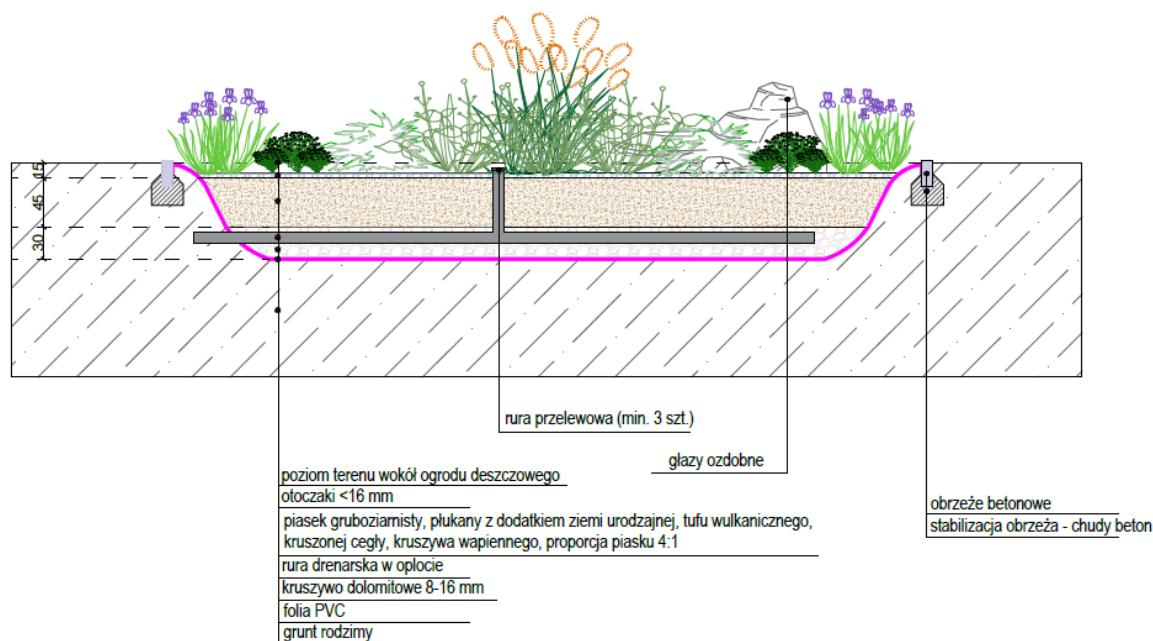 15
45
30
rura przelewowa (min. 3 szt.)
głazy ozdobne
poziom terenu wokół ogrodu deszczowego
otoczaki <16 mm
piasek gruboziarnisty, płukany z dodatkiem ziemi urodzajnej, tufu wulkanicznego,
kruszonej cegły, kruszywa wapiennego, proporcja piasku 4:1
rura drenarska w oplocie
kruszywo dolomitowe 8-16 mm
folia PVC
grunt rodzimy
obrzeże betonowe
stabilizacja obrzeża - chudy beton